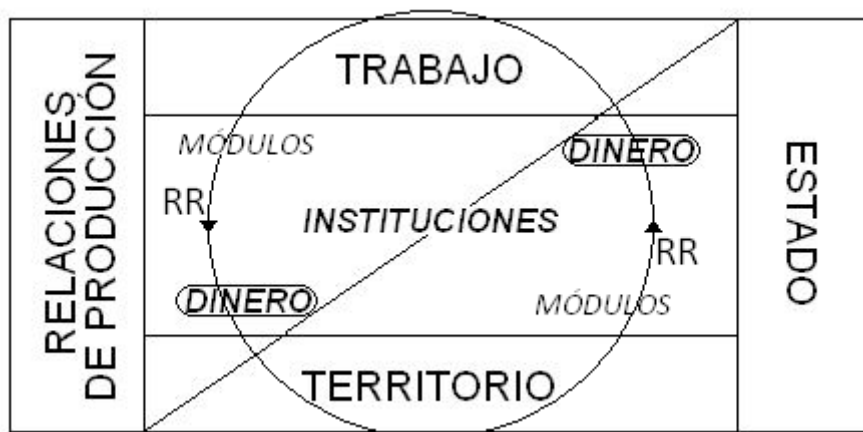 RELACIONES
DE PRODUCCIÓN
TRABAJO
MÓDULOS
DINERO
RR
INSTITUCIONES
RR
DINERO
MÓDULOS
TERRITORIO
ESTADO